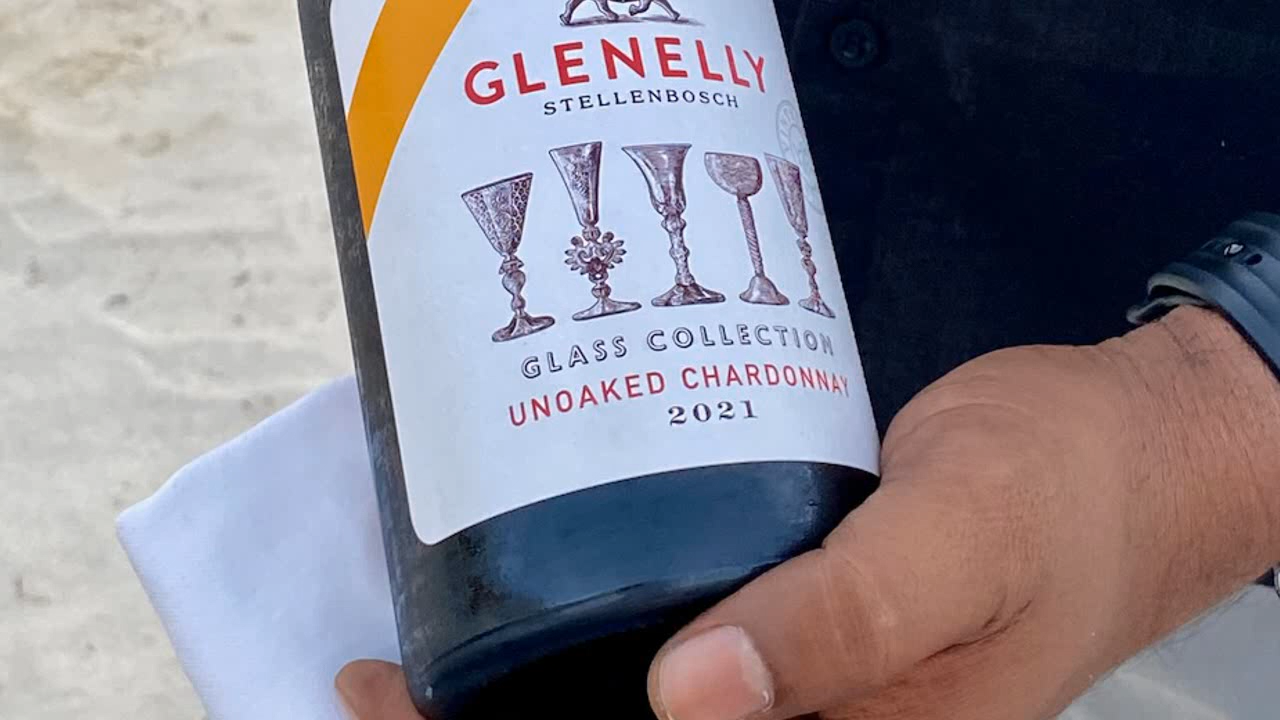 GLENELLY
STELLENBOSCH
GLASS COLLECTION
UNOAKED CHARDONNAY
2021